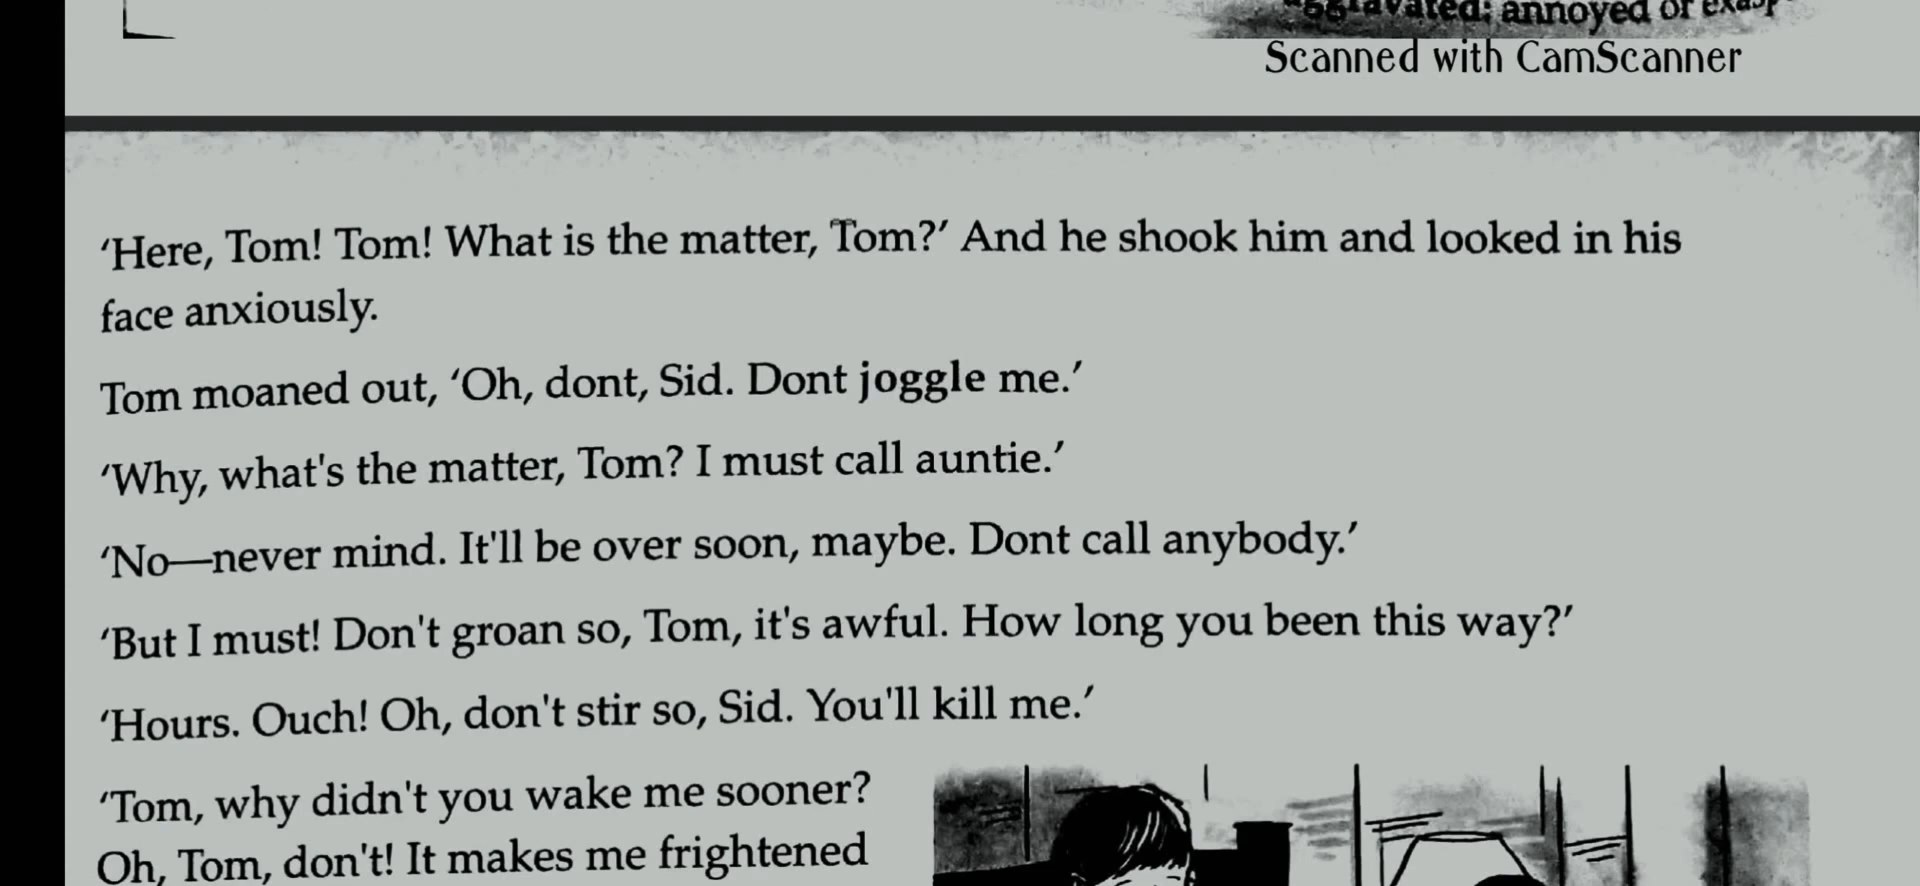 aggravated: annoyed or
Scanned with CamScanner
‘Here, Tom! Tom! What is the matter, Tom?’ And he shook him and looked in his
face anxiously.
Tom moaned out, ‘Oh, dont, Sid. Dont joggle me.’
‘Why, what's the matter, Tom? I must call auntie.’
‘No—never mind. It'll be over soon, maybe. Dont call anybody.’
‘But I must! Don't groan so, Tom, it's awful. How long you been this way?’
‘Hours. Ouch! Oh, don't stir so, Sid. You'll kill me.’
‘Tom, why didn't you wake me sooner?
Oh, Tom, don't! It makes me frightened